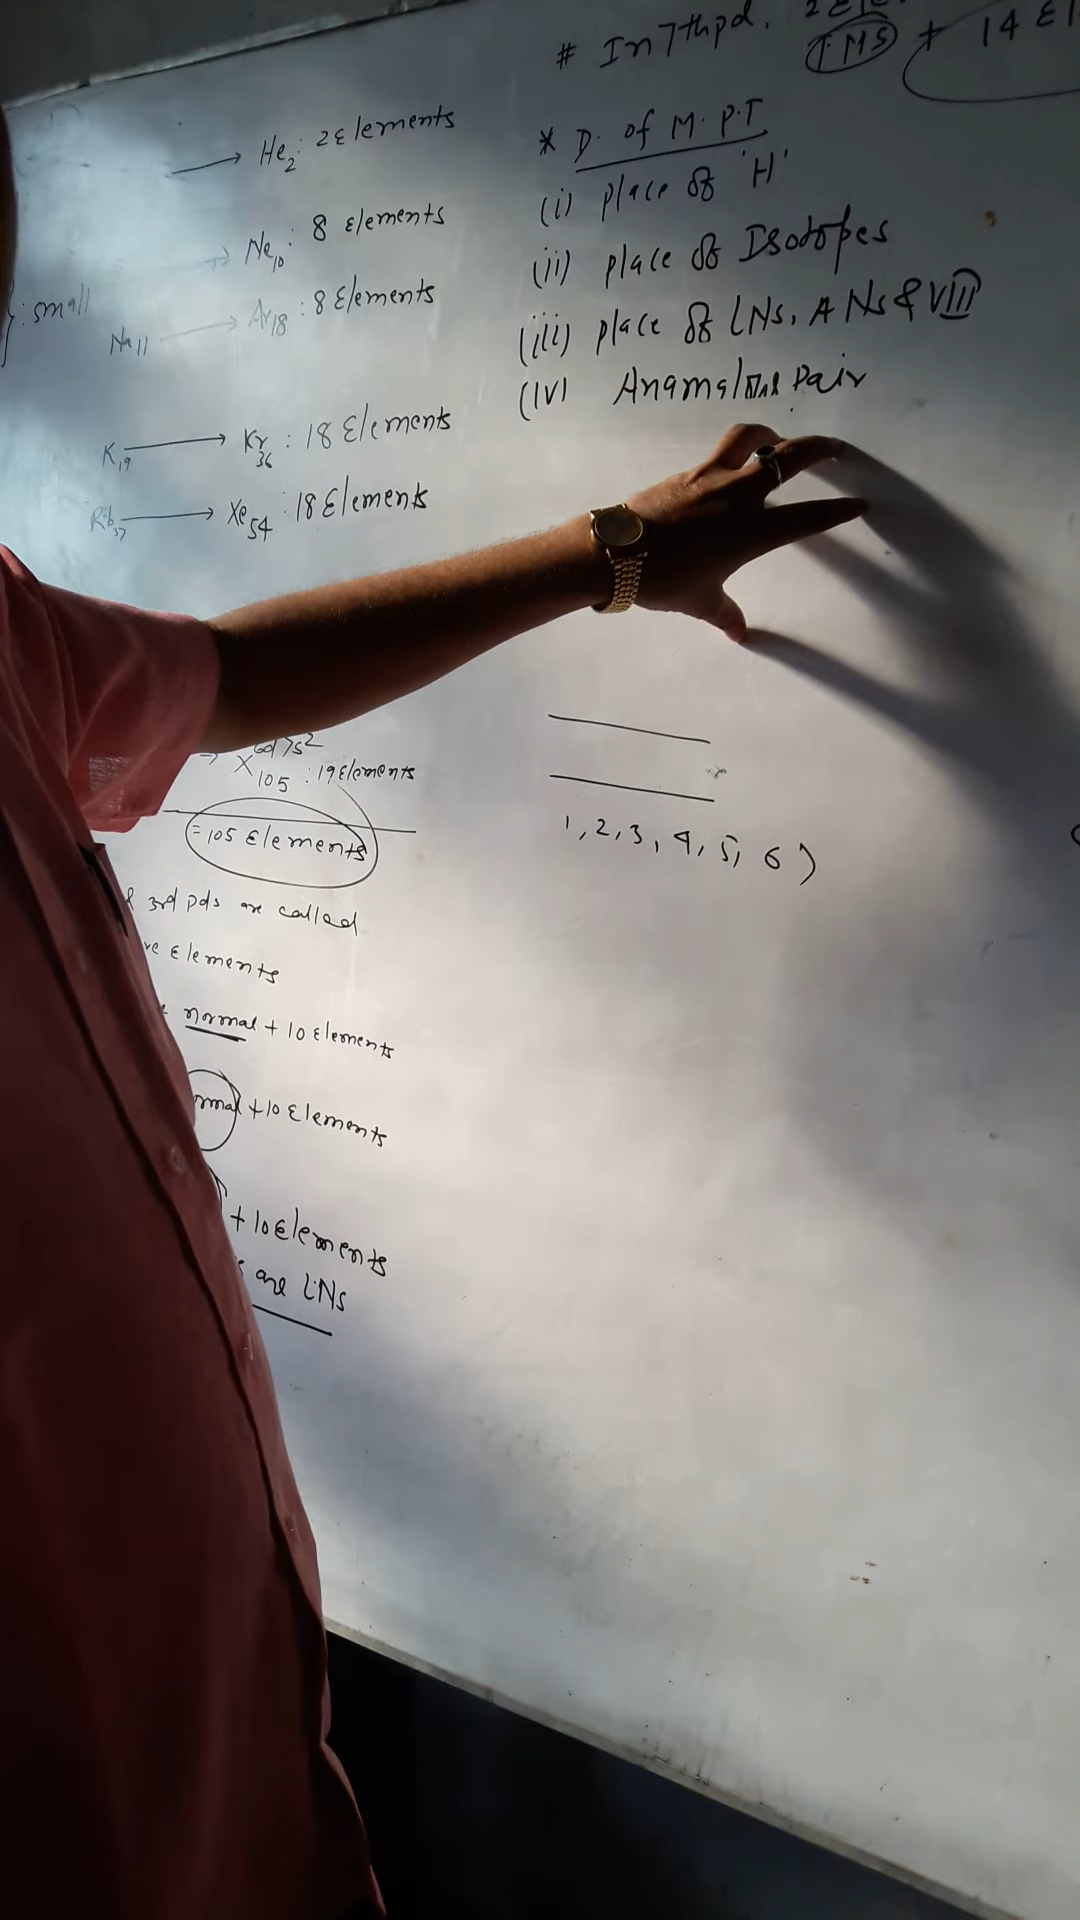 He2: 2 Elements
Ne10: 8 Elements
: small
Na11 → Ar18: 8 Elements
K19 → Kr36: 18 Elements
Rb37 → Xe54: 18 Elements
X105: 19 Elements
= 105 Elements
& 3rd pds are called
ve Elements
normal + 10 Elements
rmal + 10 Elements
+ 10 Elements
are LNs
# In 7th pd.
+ 14 El
* D. of M. P.T
(i) place of 'H'
(ii) place of Isotopes
(iii) place of LNs, ANs & VIII
(iv) Anamalous Pair
1, 2, 3, 4, 5, 6)